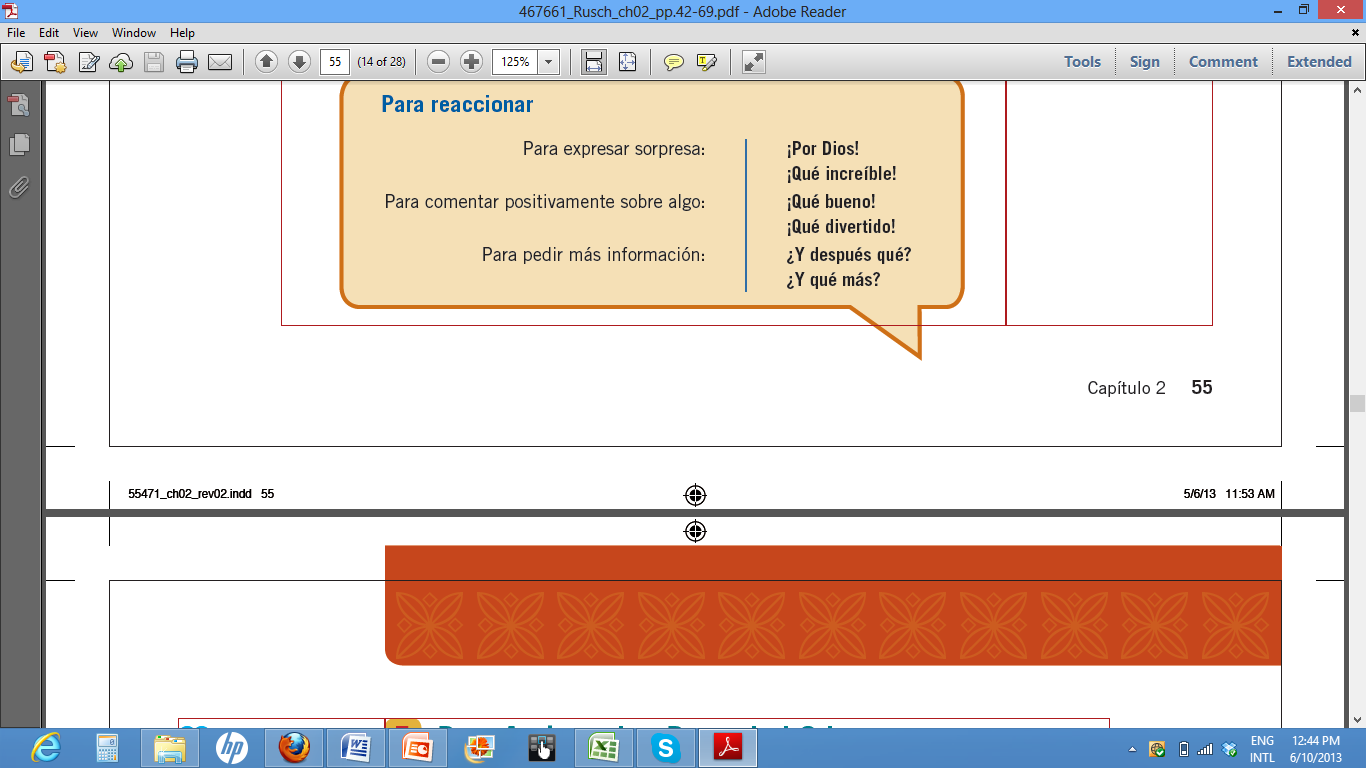 467661_Rusch_ch02_pp.42-69.pdf - Adobe Reader
File Edit View Window Help
55 (14 of 28) 125% Tools Sign Comment Extended
Para reaccionar
Para expresar sorpresa: ¡Por Dios!
¡Qué increíble!
Para comentar positivamente sobre algo: ¡Qué bueno!
¡Qué divertido!
Para pedir más información: ¿Y después qué?
¿Y qué más?
Capítulo 2 55
55471_ch02_rev02.indd 55 5/6/13 11:53 AM
ENG 12:44 PM
INTL 6/10/2013